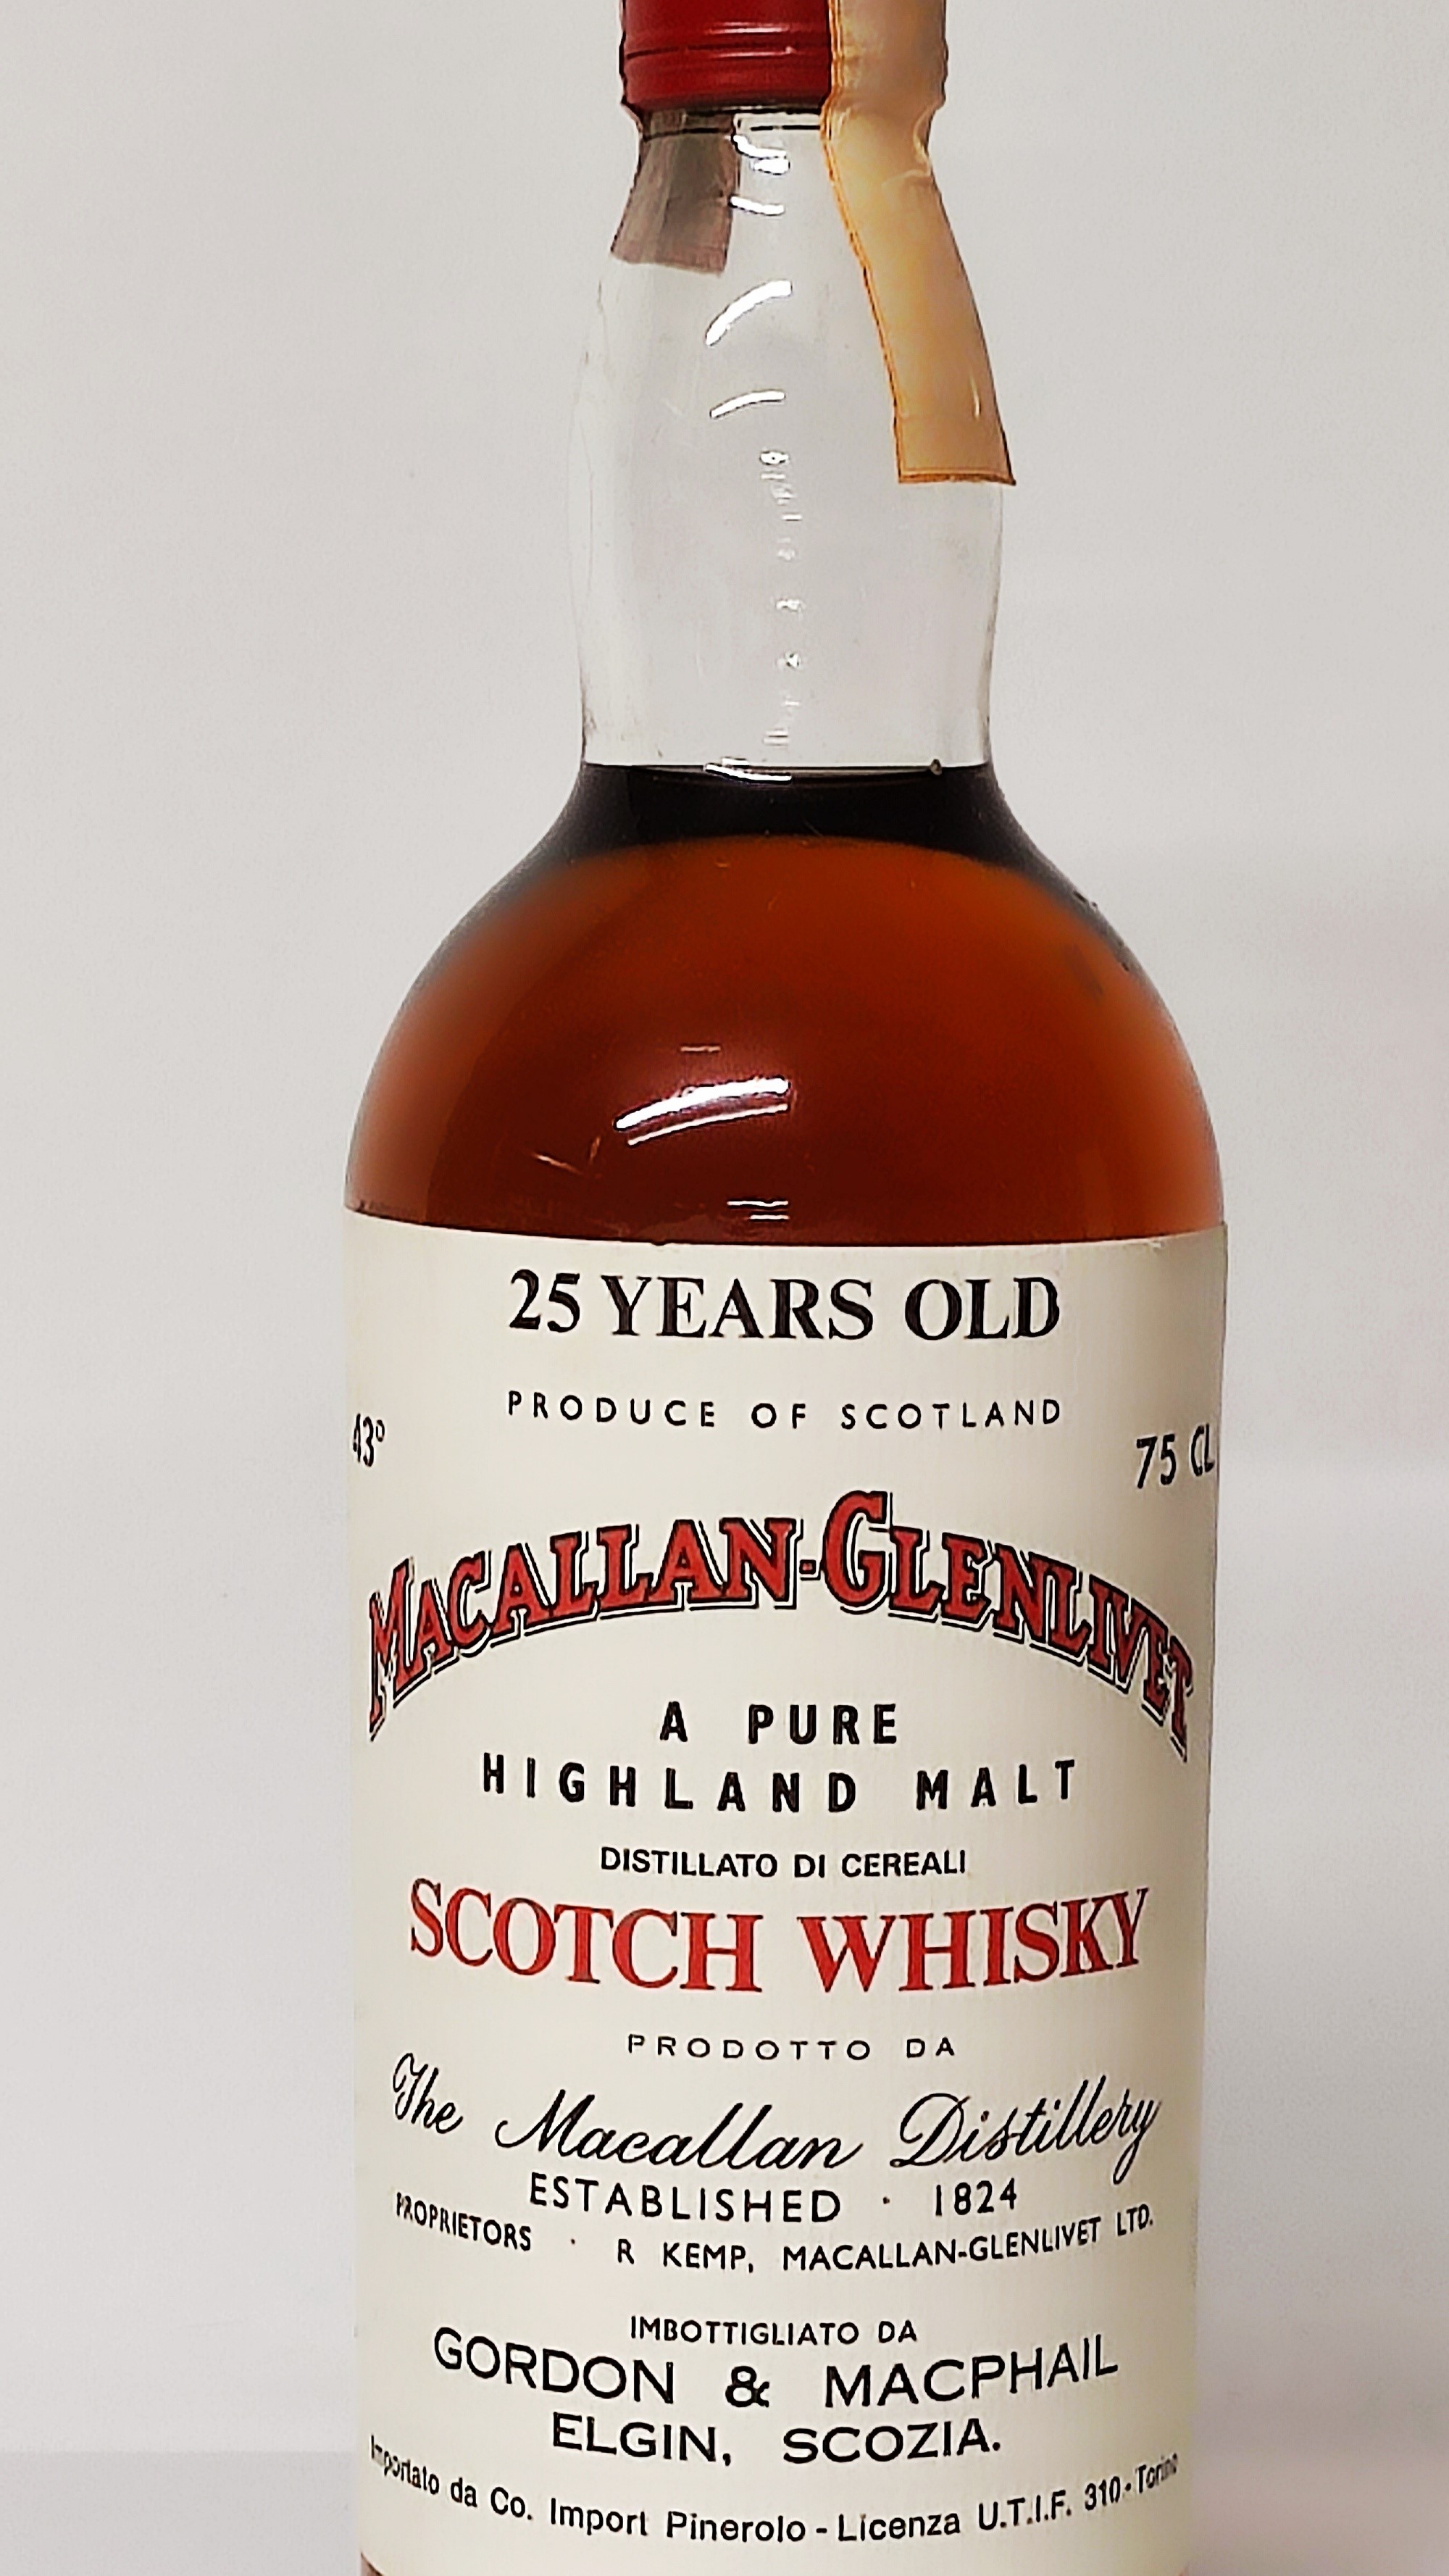 25 YEARS OLD
PRODUCE OF SCOTLAND
43º
75 CL
MACALLAN-GLENLIVET
A PURE
HIGHLAND MALT
DISTILLATO DI CEREALI
SCOTCH WHISKY
PRODOTTO DA
The Macallan Distillery
ESTABLISHED · 1824
PROPRIETORS · R KEMP, MACALLAN-GLENLIVET LTD.
IMBOTTIGLIATO DA
GORDON & MACPHAIL
ELGIN, SCOZIA.
Importato da Co. Import Pinerolo - Licenza U.T.I.F. 310 - Torino